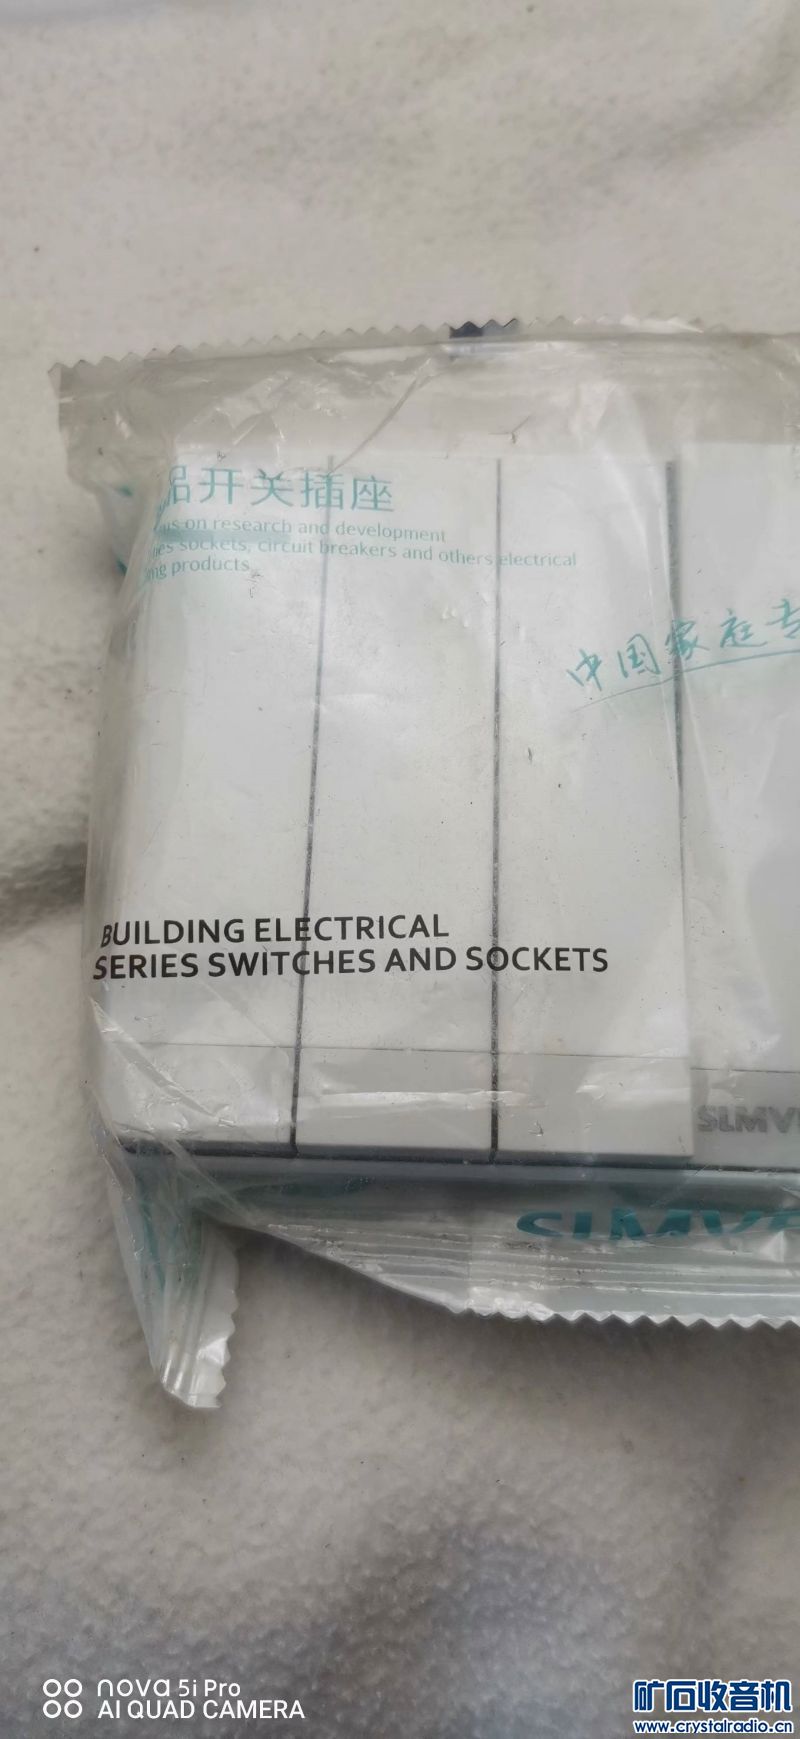 品开关插座
on research and development
sockets, circuit breakers and others electrical
products
中国家庭专
BUILDING ELECTRICAL
SERIES SWITCHES AND SOCKETS
SLMV
SIMVE
nova 5i Pro
AI QUAD CAMERA
矿石收音机
www.crystalradio.cn